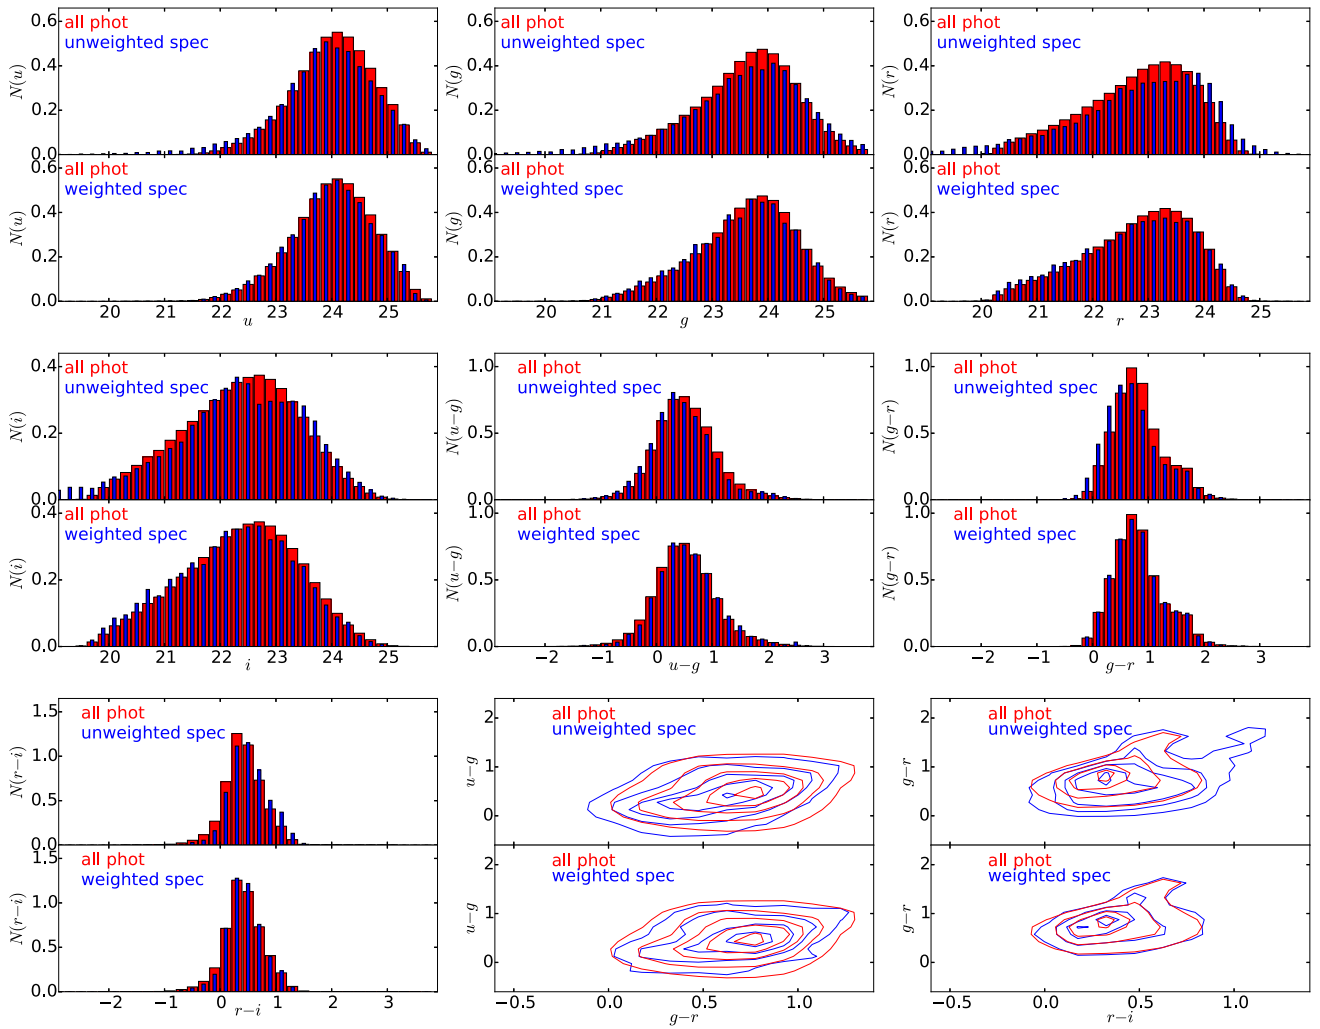 0.6 all phot
unweighted spec
0.4
N(u)
0.2
0.0
0.6 all phot
weighted spec
0.4
N(u)
0.2
0.0
20 21 22 23 24 25
u
0.6 all phot
unweighted spec
0.4
N(g)
0.2
0.0
0.6 all phot
weighted spec
0.4
N(g)
0.2
0.0
20 21 22 23 24 25
g
0.6 all phot
unweighted spec
0.4
N(r)
0.2
0.0
0.6 all phot
weighted spec
0.4
N(r)
0.2
0.0
20 21 22 23 24 25
r
0.4 all phot
unweighted spec
N(i)
0.2
0.0
0.4 all phot
weighted spec
N(i)
0.2
0.0
20 21 22 23 24 25
i
1.0 all phot
unweighted spec
N(u−g)
0.5
0.0
1.0 all phot
weighted spec
N(u−g)
0.5
0.0
−2 −1 0 1 2 3
u−g
1.0 all phot
unweighted spec
N(g−r)
0.5
0.0
1.0 all phot
weighted spec
N(g−r)
0.5
0.0
−2 −1 0 1 2 3
g−r
1.5 all phot
unweighted spec
1.0
N(r−i)
0.5
0.0
1.5 all phot
weighted spec
1.0
N(r−i)
0.5
0.0
−2 −1 0 1 2 3
r−i
2 all phot
unweighted spec
u−g
1
0
2 all phot
weighted spec
u−g
1
0
−0.5 0.0 0.5 1.0
g−r
2 all phot
unweighted spec
g−r
1
0
2 all phot
weighted spec
g−r
1
0
−0.5 0.0 0.5 1.0
r−i